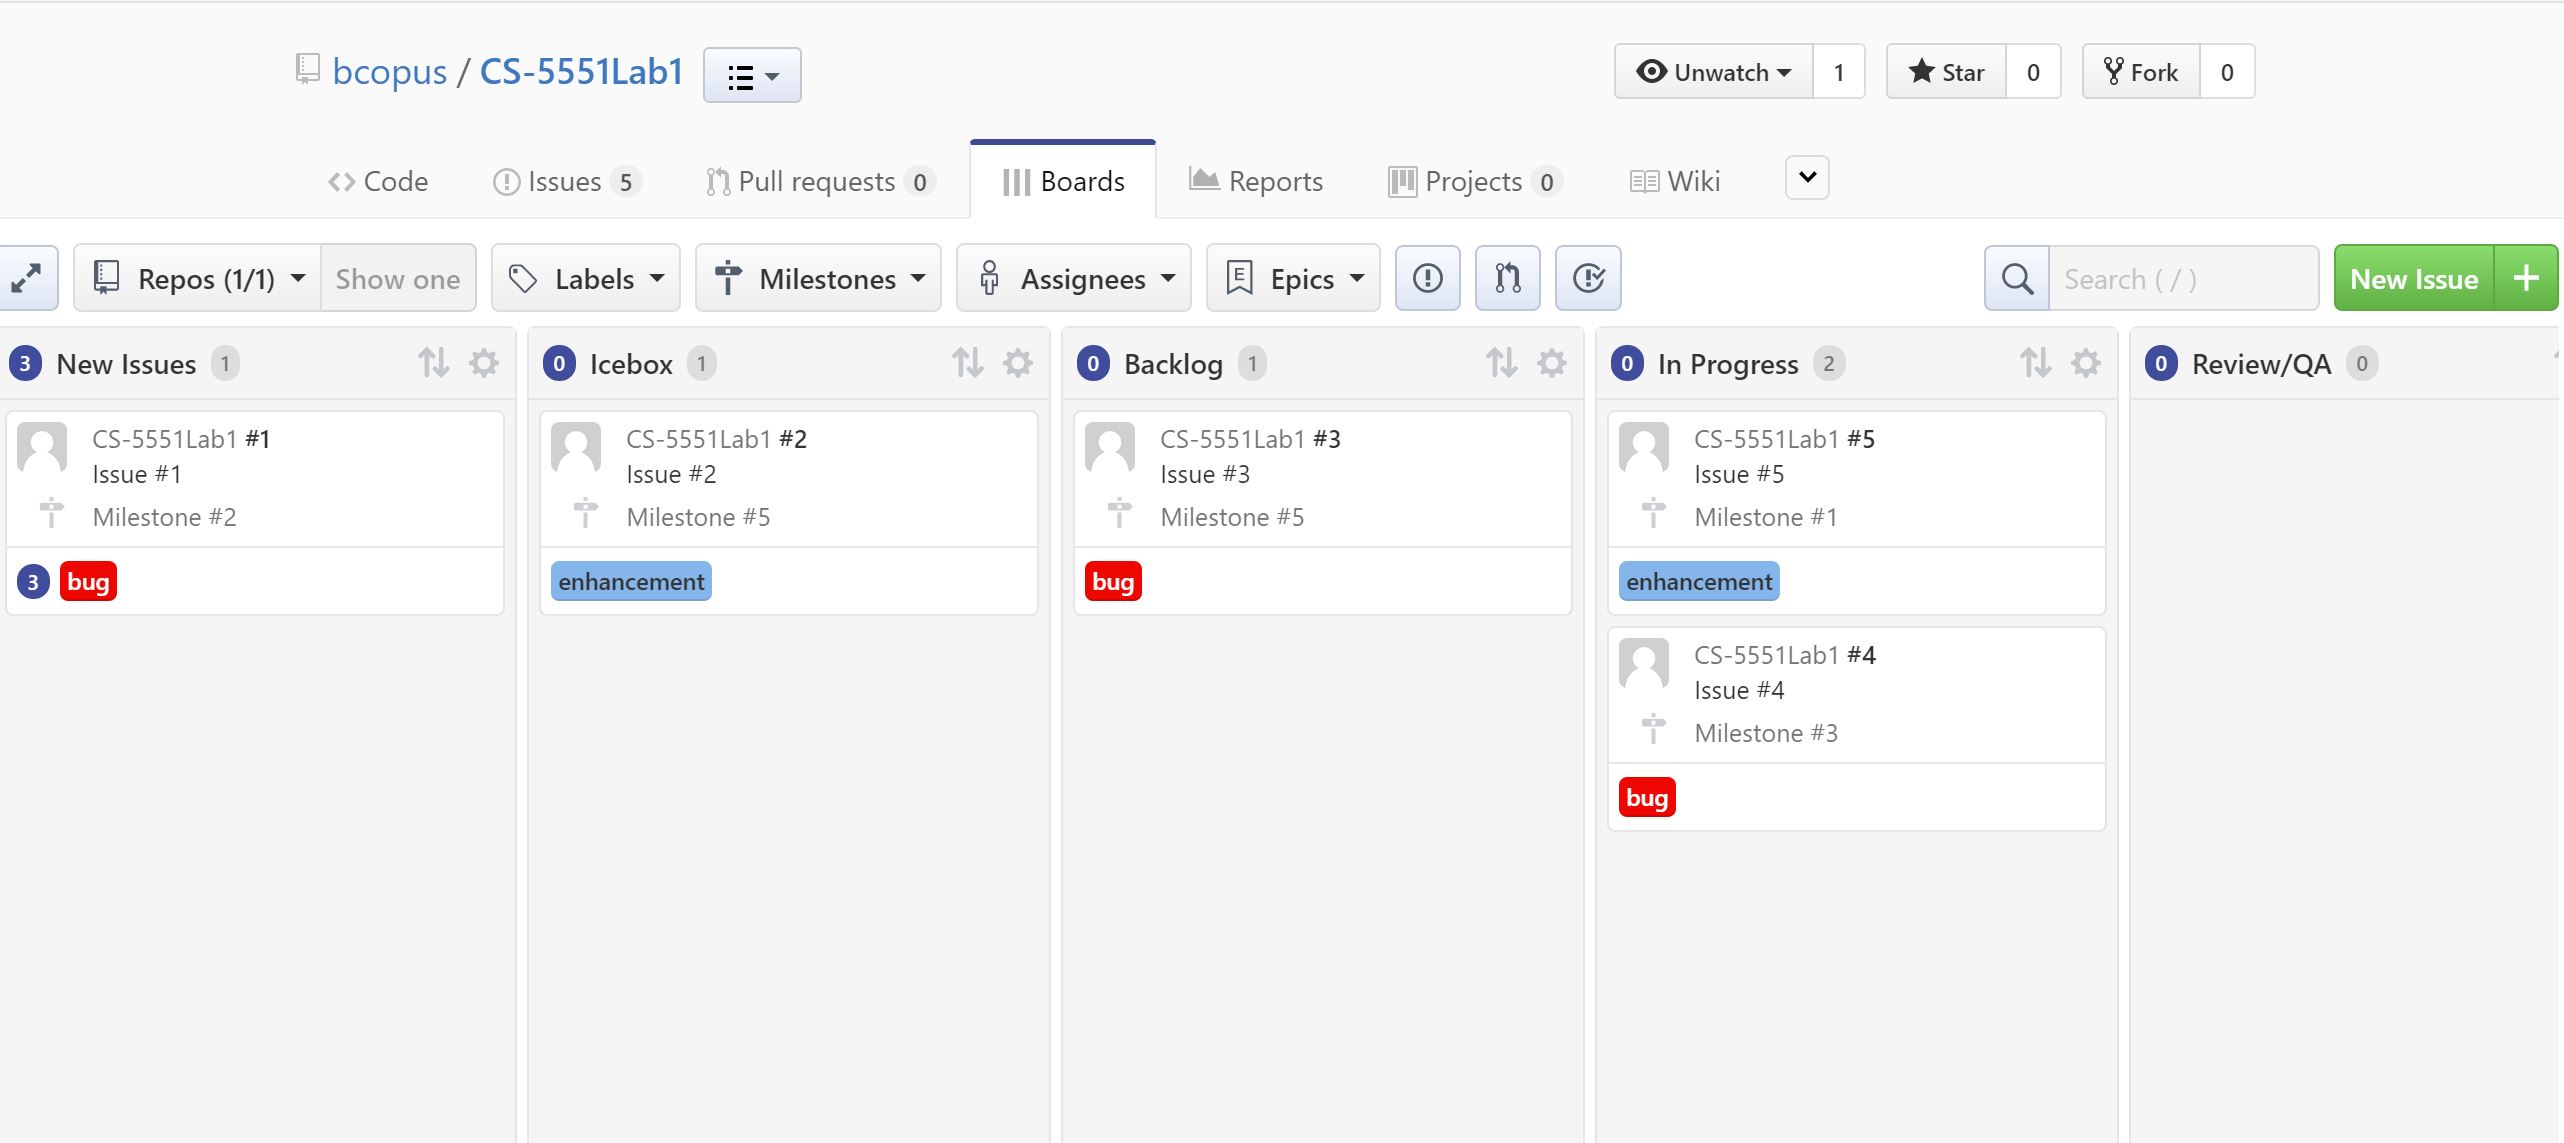 bcopus / CS-5551Lab1
Unwatch 1 Star 0 Fork 0
Code Issues 5 Pull requests 0 Boards Reports Projects 0 Wiki
Repos (1/1) Show one Labels Milestones Assignees E Epics Search ( / ) New Issue +
3 New Issues 1
CS-5551Lab1 #1
Issue #1
Milestone #2
3 bug
0 Icebox 1
CS-5551Lab1 #2
Issue #2
Milestone #5
enhancement
0 Backlog 1
CS-5551Lab1 #3
Issue #3
Milestone #5
bug
0 In Progress 2
CS-5551Lab1 #5
Issue #5
Milestone #1
enhancement
CS-5551Lab1 #4
Issue #4
Milestone #3
bug
0 Review/QA 0